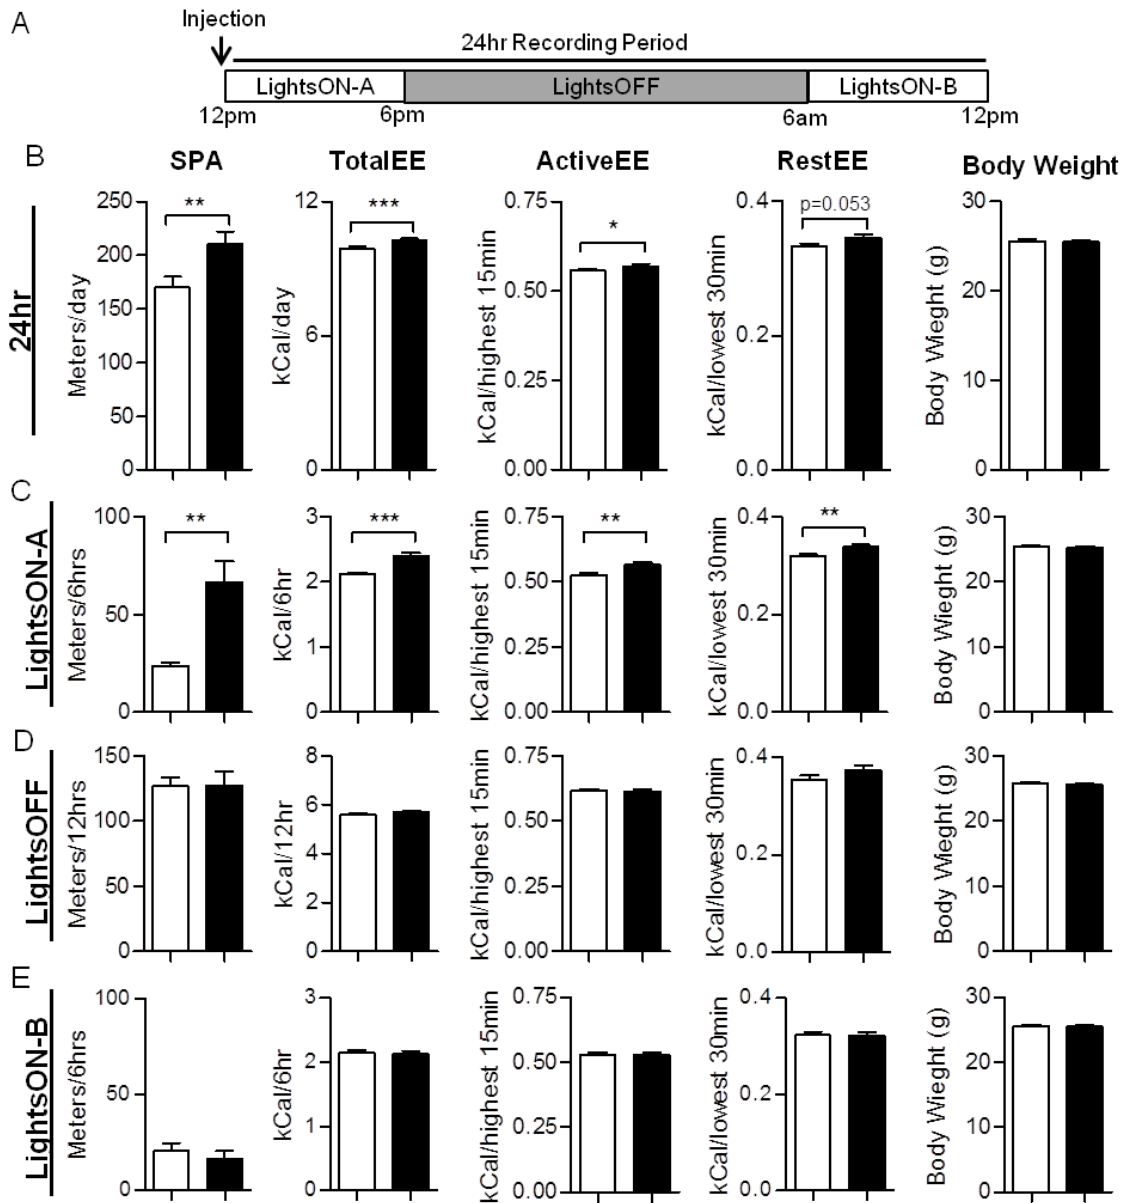 A
Injection
24hr Recording Period
LightsON-A
LightsOFF
LightsON-B
12pm
6pm
6am
12pm
B
SPA
TotalEE
ActiveEE
RestEE
Body Weight
24hr
Meters/day
250
200
150
100
50
0
**
kCal/day
12
6
0
***
kCal/highest 15min
0.75
0.50
0.25
0.00
*
kCal/lowest 30min
0.4
0.2
0.0
p=0.053
Body Wieght (g)
30
20
10
0
C
LightsON-A
Meters/6hrs
100
50
0
**
kCal/6hr
3
2
1
0
***
kCal/highest 15min
0.75
0.50
0.25
0.00
**
kCal/lowest 30min
0.4
0.2
0.0
**
Body Wieght (g)
30
20
10
0
D
LightsOFF
Meters/12hrs
150
100
50
0
kCal/12hr
8
6
4
2
0
kCal/highest 15min
0.75
0.50
0.25
0.00
kCal/lowest 30min
0.4
0.2
0.0
Body Wieght (g)
30
20
10
0
E
LightsON-B
Meters/6hrs
100
50
0
kCal/6hr
3
2
1
0
kCal/highest 15min
0.75
0.50
0.25
0.00
kCal/lowest 30min
0.4
0.2
0.0
Body Wieght (g)
30
20
10
0